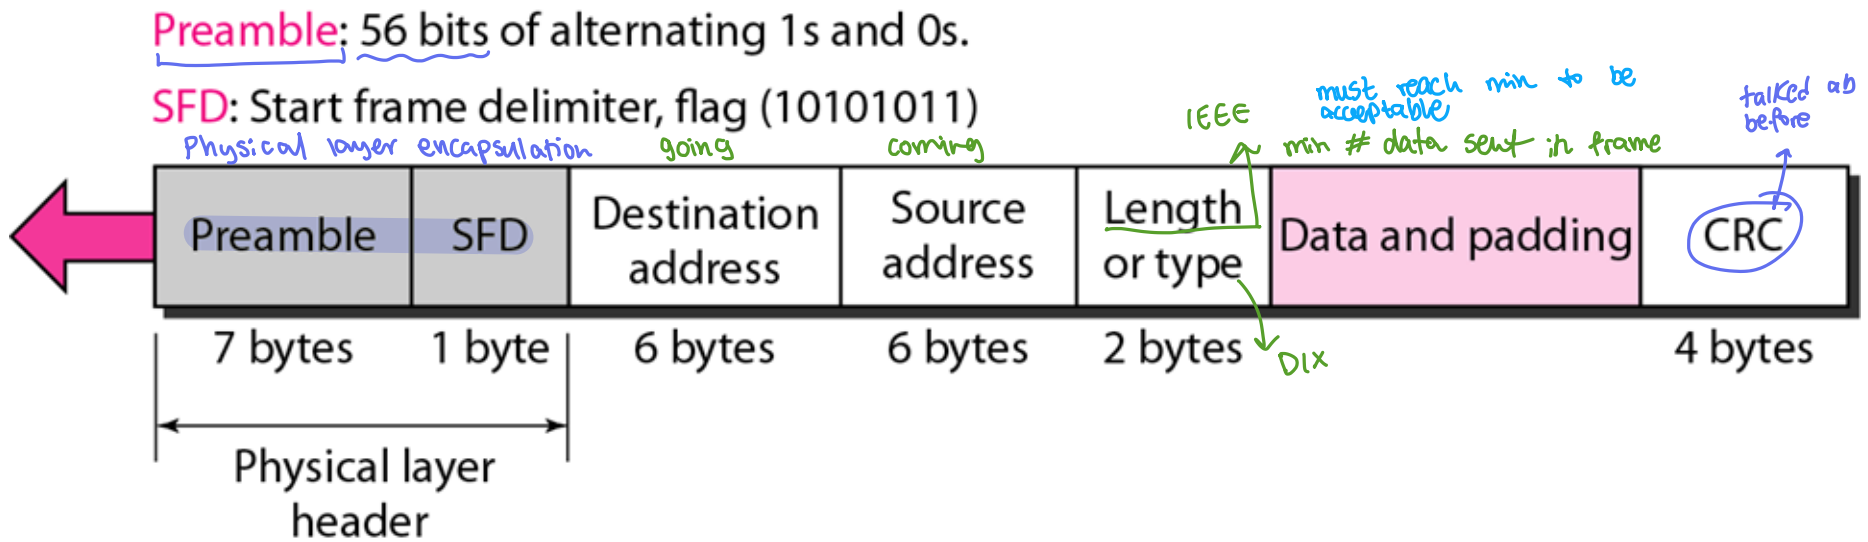 Preamble: 56 bits of alternating 1s and 0s.
SFD: Start frame delimiter, flag (10101011)
must reach min to be
acceptable
talked ab
before
IEEE
Physical layer encapsulation
going
coming
min # data sent in frame
Preamble
SFD
Destination
address
Source
address
Length
or type
Data and padding
CRC
7 bytes
1 byte
6 bytes
6 bytes
2 bytes
DIX
4 bytes
Physical layer
header